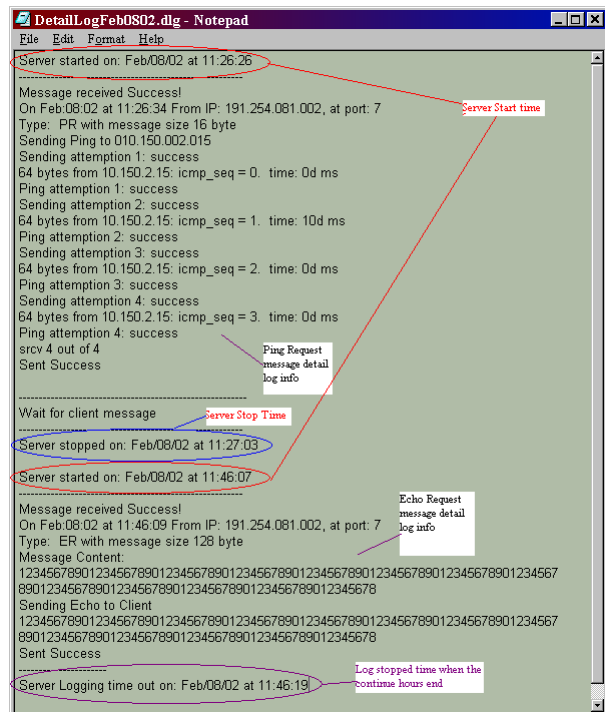 DetailLogFeb0802.dlg - Notepad
File Edit Format Help
Server started on: Feb/08/02 at 11:26:26
------------------------------------------------------------
Message received Success!
On Feb:08:02 at 11:26:34 From IP: 191.254.081.002, at port: 7
Server Start time
Type: PR with message size 16 byte
Sending Ping to 010.150.002.015
Sending attemption 1: success
64 bytes from 10.150.2.15: icmp_seq = 0. time: 0d ms
Ping attemption 1: success
Sending attemption 2: success
64 bytes from 10.150.2.15: icmp_seq = 1. time: 10d ms
Ping attemption 2: success
Sending attemption 3: success
64 bytes from 10.150.2.15: icmp_seq = 2. time: 0d ms
Ping attemption 3: success
Sending attemption 4: success
64 bytes from 10.150.2.15: icmp_seq = 3. time: 0d ms
Ping attemption 4: success
srcv 4 out of 4
Sent Success
Ping Request
message detail
log info
------------------------------------------------------------
Wait for client message
Server Stop Time
------------------------------------------------------------
Server stopped on: Feb/08/02 at 11:27:03
Server started on: Feb/08/02 at 11:46:07
------------------------------------------------------------
Message received Success!
On Feb:08:02 at 11:46:09 From IP: 191.254.081.002, at port: 7
Type: ER with message size 128 byte
Echo Request
message detail
log info
Message Content:
123456789012345678901234567890123456789012345678901234567890123456789012345678901234567
89012345678901234567890123456789012345678
Sending Echo to Client
123456789012345678901234567890123456789012345678901234567890123456789012345678901234567
89012345678901234567890123456789012345678
Sent Success
-----------------------
Server Logging time out on: Feb/08/02 at 11:46:19
Log stopped time when the
continue hours end